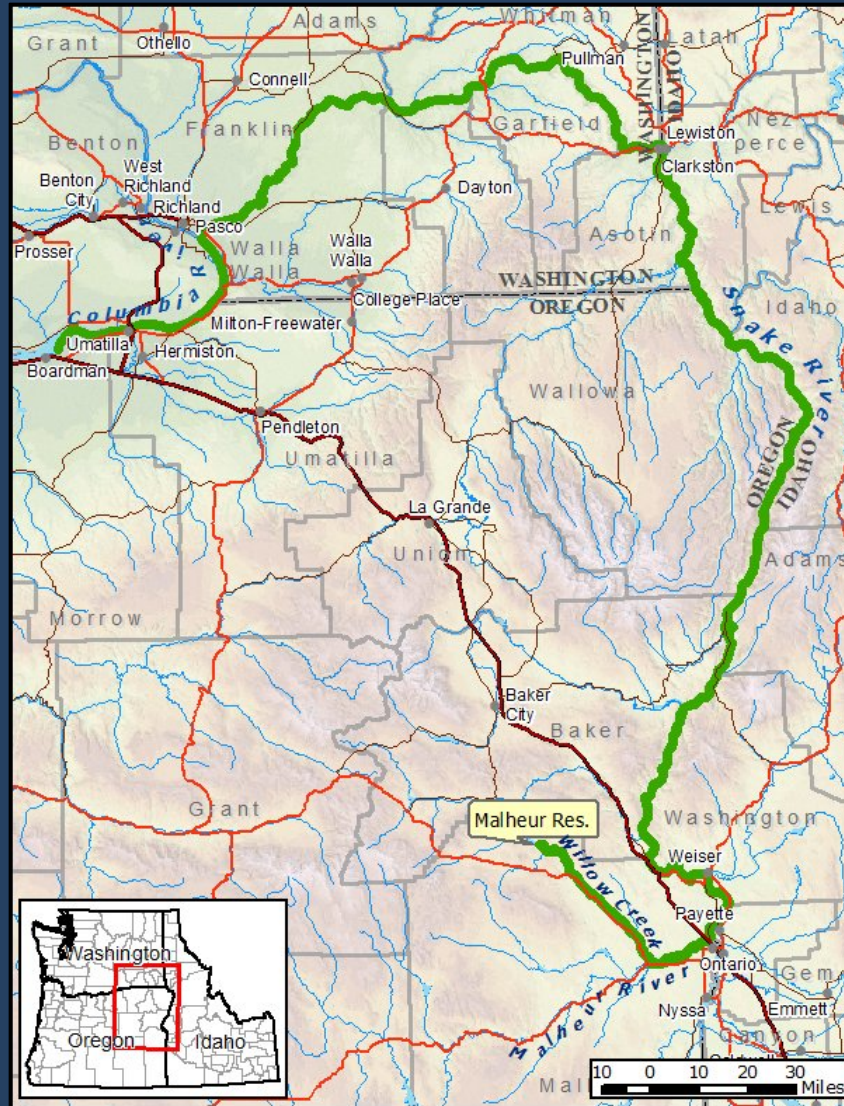 Adams
Whitman
Grant
Othello
Latah
Connell
Pullman
WASHINGTON
IDAHO
Franklin
Benton
Garfield
Lewiston
Nez
perce
Clarkston
West
Richland
Benton
City
Richland
Dayton
Lewis
Pasco
Asotin
Prosser
Walla
Walla
Walla
Walla
WASHINGTON
OREGON
College Place
Columbia River
Snake River
Idaho
Milton-Freewater
Umatilla
Hermiston
Boardman
Wallowa
Pendleton
Umatilla
OREGON
IDAHO
La Grande
Union
Adams
Morrow
Baker
City
Baker
Grant
Washington
Malheur Res.
Willow Creek
Weiser
Payette
Ontario
Gem
Malheur River
Nyssa
Emmett
Canyon
Washington
Oregon
Idaho
10 0 10 20 30
Miles